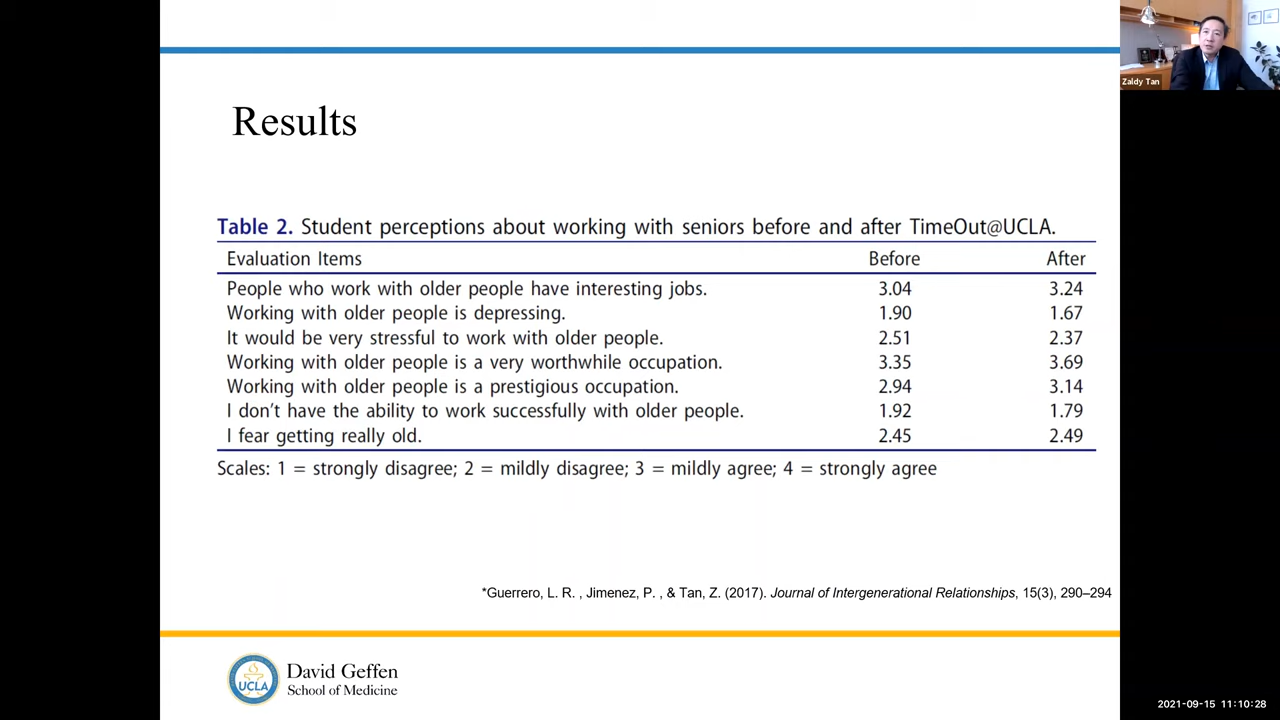 Zaldy Tan
Results
Table 2. Student perceptions about working with seniors before and after TimeOut@UCLA.
Evaluation Items Before After
People who work with older people have interesting jobs. 3.04 3.24
Working with older people is depressing. 1.90 1.67
It would be very stressful to work with older people. 2.51 2.37
Working with older people is a very worthwhile occupation. 3.35 3.69
Working with older people is a prestigious occupation. 2.94 3.14
I don't have the ability to work successfully with older people. 1.92 1.79
I fear getting really old. 2.45 2.49
Scales: 1 = strongly disagree; 2 = mildly disagree; 3 = mildly agree; 4 = strongly agree
*Guerrero, L. R. , Jimenez, P. , & Tan, Z. (2017). Journal of Intergenerational Relationships, 15(3), 290–294
UCLA
David Geffen
School of Medicine
2021-09-15 11:10:28